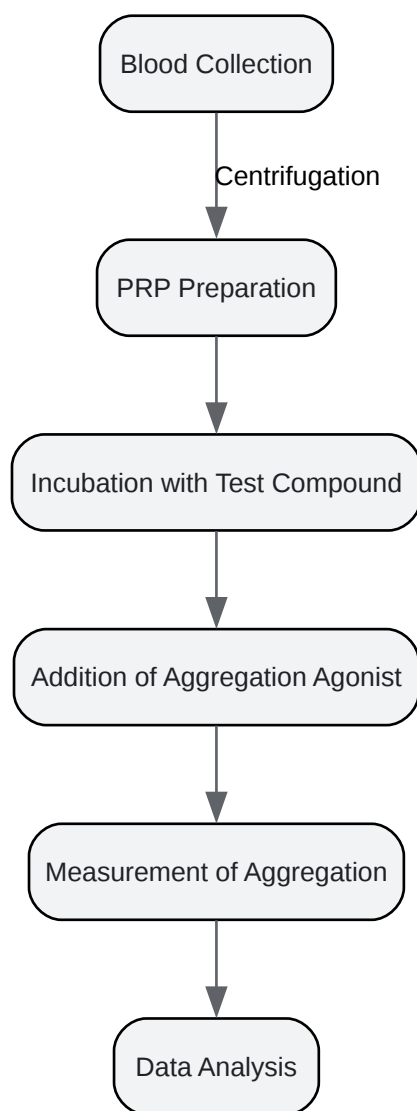 Blood Collection
Centrifugation
PRP Preparation
Incubation with Test Compound
Addition of Aggregation Agonist
Measurement of Aggregation
Data Analysis